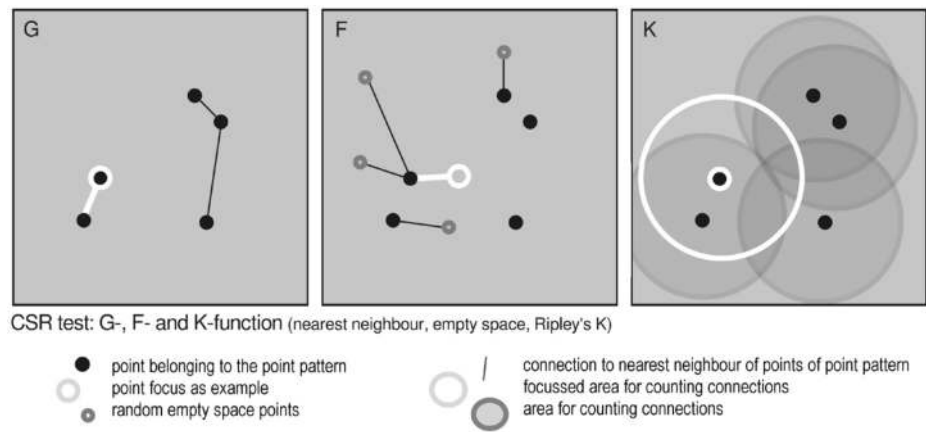 G
F
K
CSR test: G-, F- and K-function (nearest neighbour, empty space, Ripley's K)
point belonging to the point pattern
point focus as example
random empty space points
connection to nearest neighbour of points of point pattern
focussed area for counting connections
area for counting connections